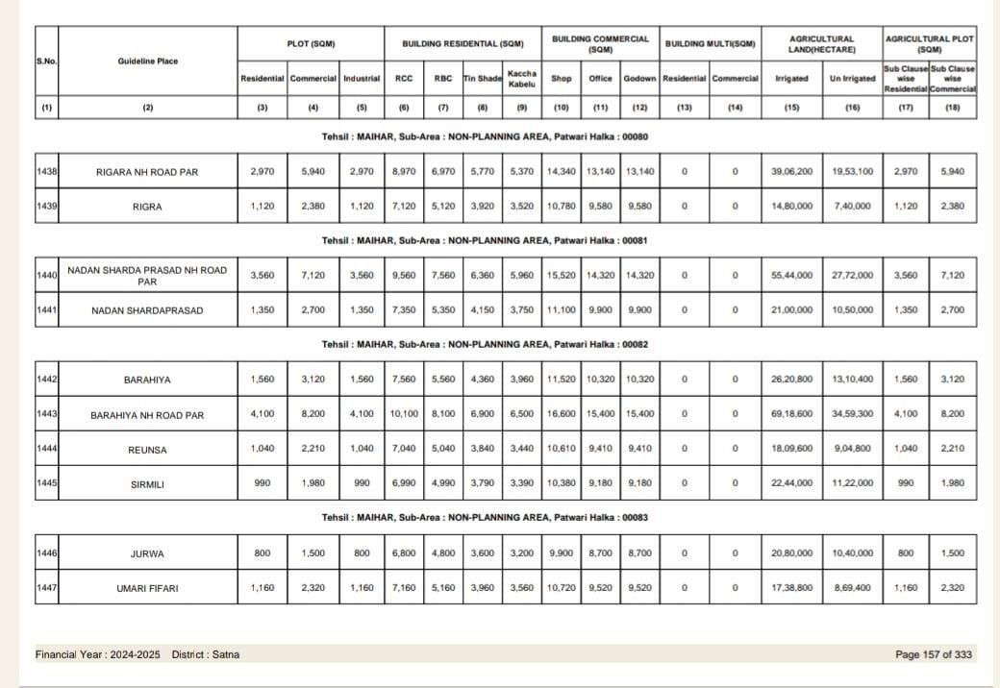 S.No. Guideline Place PLOT (SQM) BUILDING RESIDENTIAL (SQM) BUILDING COMMERCIAL (SQM) BUILDING MULTI(SQM) AGRICULTURAL LAND(HECTARE) AGRICULTURAL PLOT (SQM)
Residential Commercial Industrial RCC RBC Tin Shade Kaccha Kabelu Shop Office Godown Residential Commercial Irrigated Un Irrigated Sub Clause wise Residential Sub Clause wise Commercial
(1) (2) (3) (4) (5) (6) (7) (8) (9) (10) (11) (12) (13) (14) (15) (16) (17) (18)
Tehsil : MAIHAR, Sub-Area : NON-PLANNING AREA, Patwari Halka : 00080
1438 RIGARA NH ROAD PAR 2,970 5,940 2,970 8,970 6,970 5,770 5,370 14,340 13,140 13,140 0 0 39,06,200 19,53,100 2,970 5,940
1439 RIGRA 1,120 2,380 1,120 7,120 5,120 3,920 3,520 10,780 9,580 9,580 0 0 14,80,000 7,40,000 1,120 2,380
Tehsil : MAIHAR, Sub-Area : NON-PLANNING AREA, Patwari Halka : 00081
1440 NADAN SHARDA PRASAD NH ROAD PAR 3,560 7,120 3,560 9,560 7,560 6,360 5,960 15,520 14,320 14,320 0 0 55,44,000 27,72,000 3,560 7,120
1441 NADAN SHARDAPRASAD 1,350 2,700 1,350 7,350 5,350 4,150 3,750 11,100 9,900 9,900 0 0 21,00,000 10,50,000 1,350 2,700
Tehsil : MAIHAR, Sub-Area : NON-PLANNING AREA, Patwari Halka : 00082
1442 BARAHIYA 1,560 3,120 1,560 7,560 5,560 4,360 3,960 11,520 10,320 10,320 0 0 26,20,800 13,10,400 1,560 3,120
1443 BARAHIYA NH ROAD PAR 4,100 8,200 4,100 10,100 8,100 6,900 6,500 16,600 15,400 15,400 0 0 69,18,600 34,59,300 4,100 8,200
1444 REUNSA 1,040 2,210 1,040 7,040 5,040 3,840 3,440 10,610 9,410 9,410 0 0 18,09,600 9,04,800 1,040 2,210
1445 SIRMILI 990 1,980 990 6,990 4,990 3,790 3,390 10,380 9,180 9,180 0 0 22,44,000 11,22,000 990 1,980
Tehsil : MAIHAR, Sub-Area : NON-PLANNING AREA, Patwari Halka : 00083
1446 JURWA 800 1,500 800 6,800 4,800 3,600 3,200 9,900 8,700 8,700 0 0 20,80,000 10,40,000 800 1,500
1447 UMARI FIFARI 1,160 2,320 1,160 7,160 5,160 3,960 3,560 10,720 9,520 9,520 0 0 17,38,800 8,69,400 1,160 2,320
Financial Year : 2024-2025 District : Satna Page 157 of 333